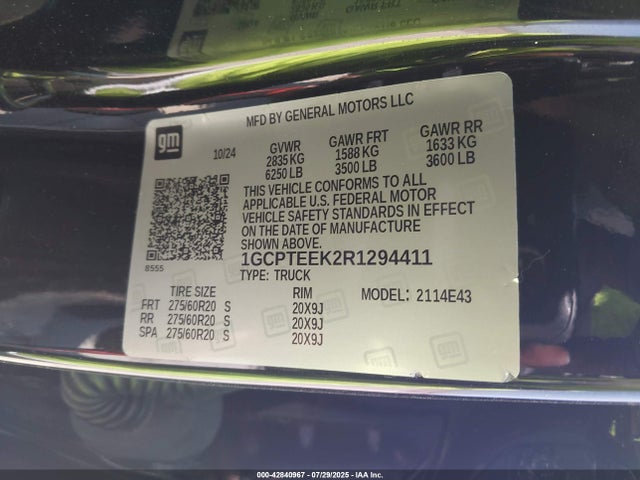 MFD BY GENERAL MOTORS LLC
gm
10/24
GVWR GAWR FRT GAWR RR
2835 KG 1588 KG 1633 KG
6250 LB 3500 LB 3600 LB
THIS VEHICLE CONFORMS TO ALL
APPLICABLE U.S. FEDERAL MOTOR
VEHICLE SAFETY STANDARDS IN EFFECT
ON THE DATE OF MANUFACTURE
SHOWN ABOVE.
1GCPTEEK2R1294411
TYPE: TRUCK
8555
TIRE SIZE RIM MODEL: 2114E43
FRT 275/60R20 S 20X9J
RR 275/60R20 S 20X9J
SPA 275/60R20 S 20X9J
000-42840967 - 07/29/2025 - IAA Inc.